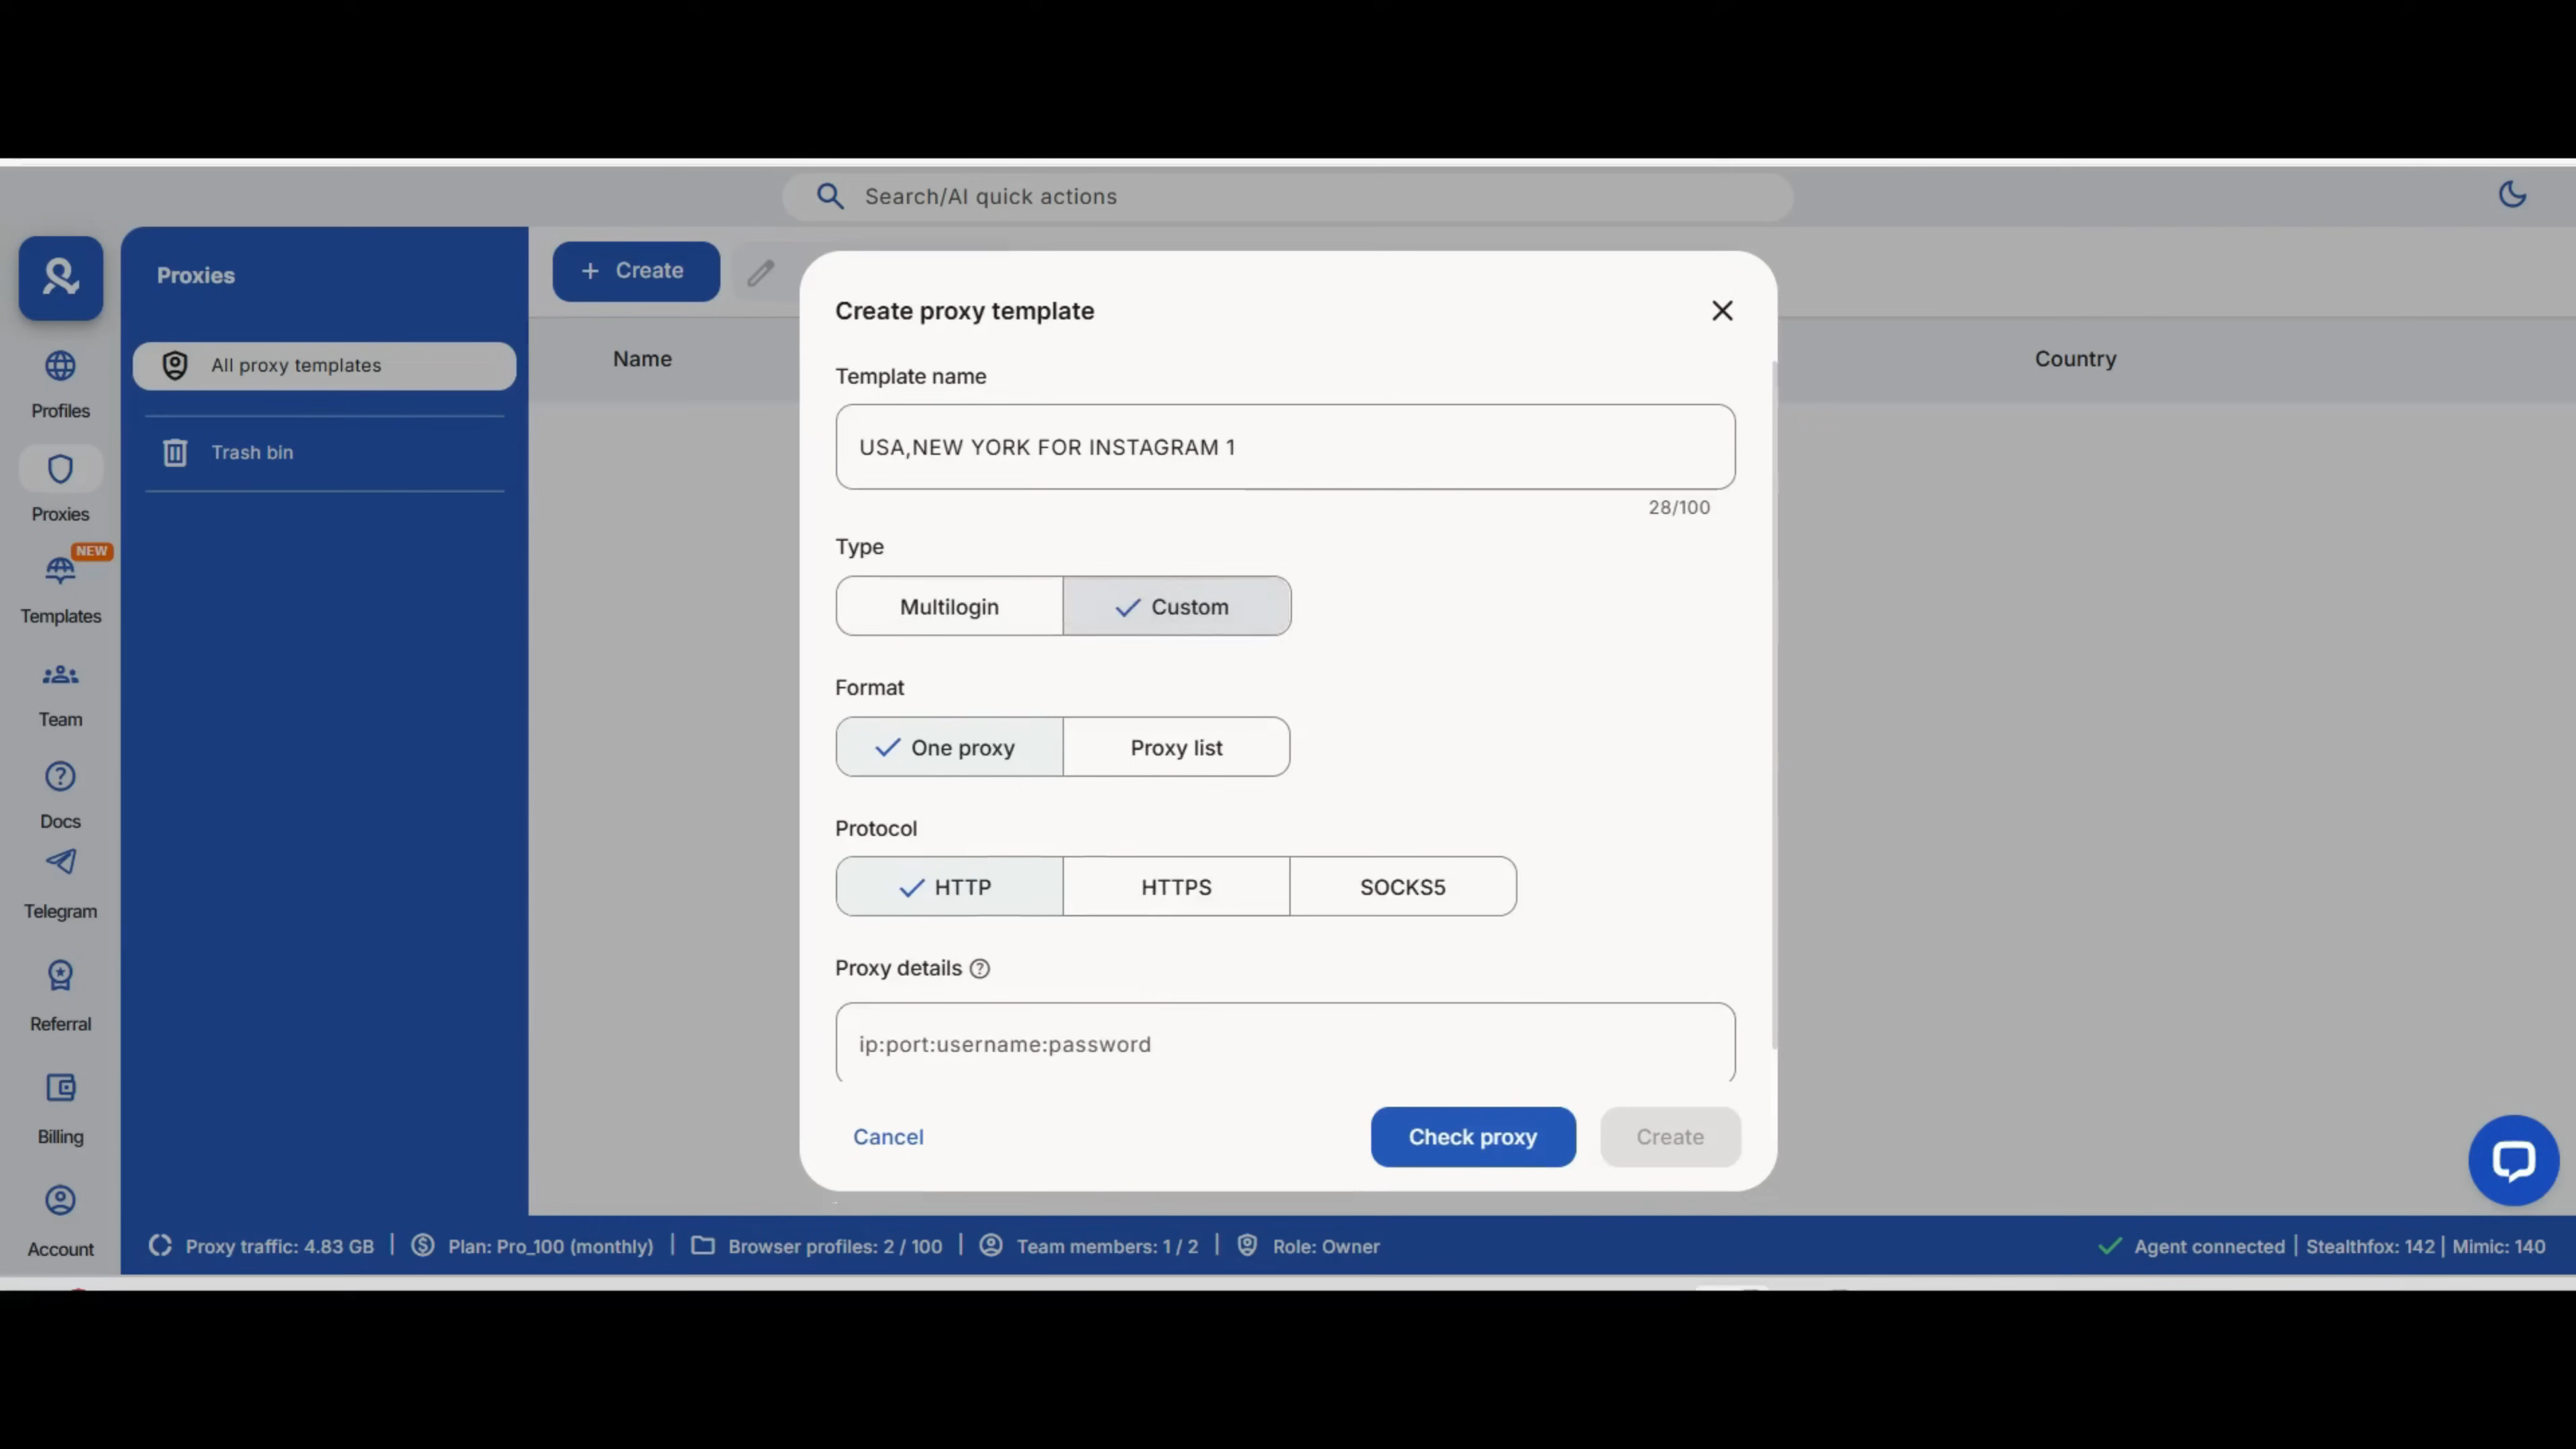 Search/AI quick actions
Proxies
All proxy templates
Trash bin
Profiles
Proxies
NEW
Templates
Team
Docs
Telegram
Referral
Billing
Account
+ Create
Name
Country
Create proxy template
Template name
USA,NEW YORK FOR INSTAGRAM 1
28/100
Type
Multilogin
Custom
Format
One proxy
Proxy list
Protocol
HTTP
HTTPS
SOCKS5
Proxy details
ip:port:username:password
Cancel
Check proxy
Create
Proxy traffic: 4.83 GB | Plan: Pro_100 (monthly) | Browser profiles: 2 / 100 | Team members: 1 / 2 | Role: Owner
Agent connected | Stealthfox: 142 | Mimic: 140